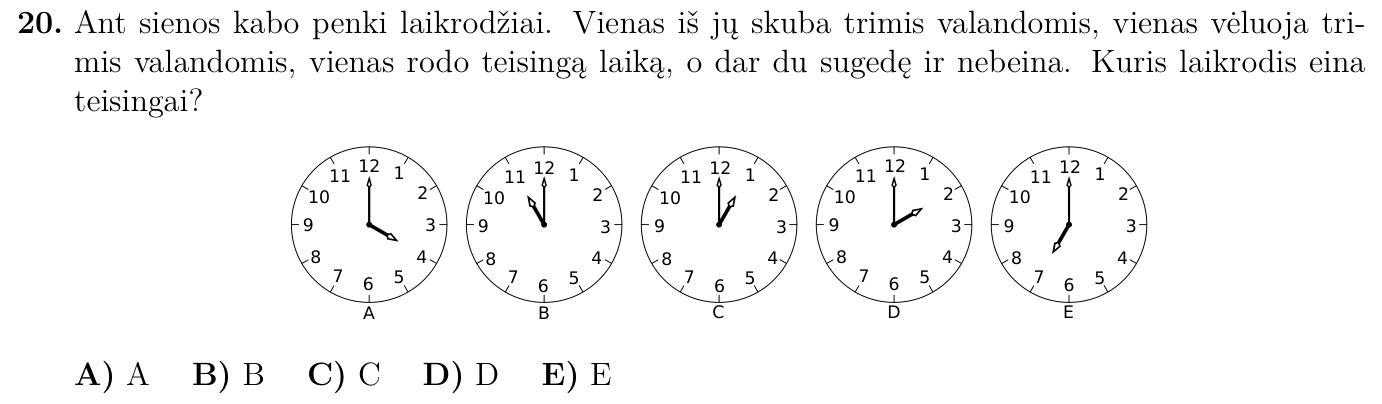 20. Ant sienos kabo penki laikrodžiai. Vienas iš jų skuba trimis valandomis, vienas vėluoja tri-
mis valandomis, vienas rodo teisingą laiką, o dar du sugedę ir nebeina. Kuris laikrodis eina
teisingai?
12 1 2 3 4 5 6 7 8 9 10 11
12 1 2 3 4 5 6 7 8 9 10 11
12 1 2 3 4 5 6 7 8 9 10 11
12 1 2 3 4 5 6 7 8 9 10 11
12 1 2 3 4 5 6 7 8 9 10 11
A B C D E
A) A B) B C) C D) D E) E